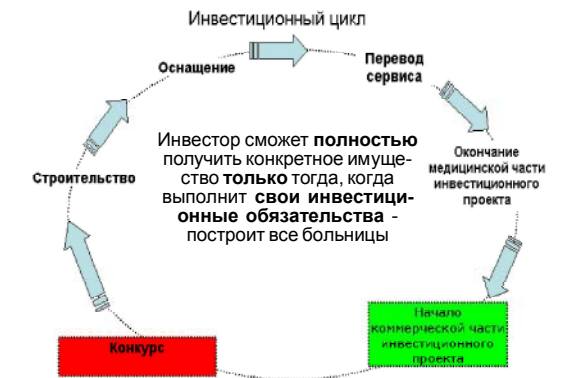 Инвестиционный цикл
Оснащение
Перевод
сервиса
Строительство
Инвестор сможет полностью
получить конкретное имуще-
ство только тогда, когда
выполнит свои инвестици-
онные обязательства -
построит все больницы
Окончание
медицинской части
инвестиционного
проекта
Конкурс
Начало
коммерческой части
инвестиционного
проекта